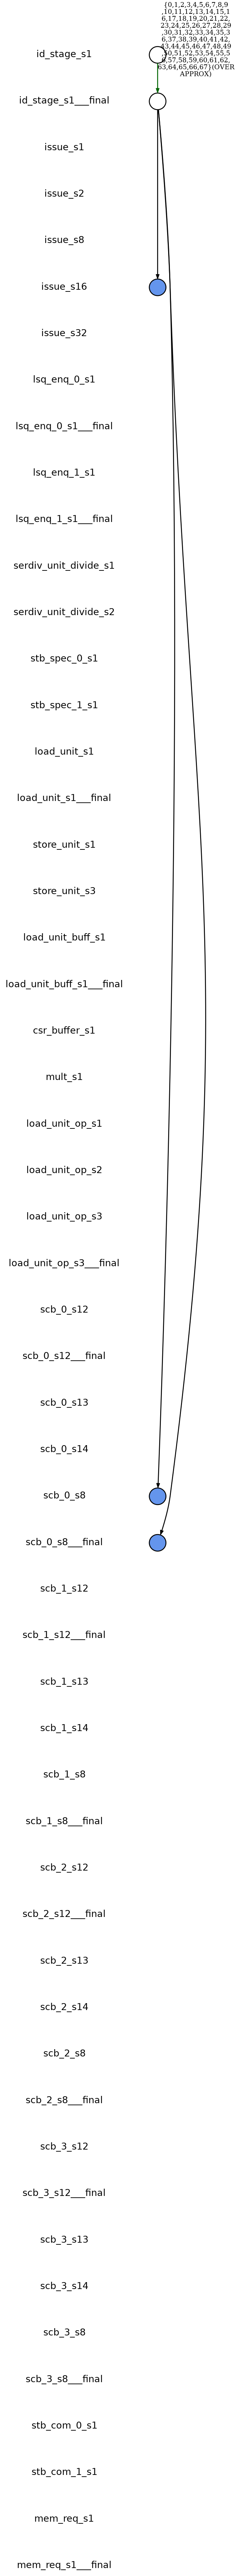 {0,1,2,3,4,5,6,7,8,9
,10,11,12,13,14,15,1
6,17,18,19,20,21,22,
23,24,25,26,27,28,29
,30,31,32,33,34,35,3
6,37,38,39,40,41,42,
43,44,45,46,47,48,49
,50,51,52,53,54,55,5
6,57,58,59,60,61,62,
63,64,65,66,67}(OVER
APPROX)
id_stage_s1
id_stage_s1___final
issue_s1
issue_s2
issue_s8
issue_s16
issue_s32
lsq_enq_0_s1
lsq_enq_0_s1___final
lsq_enq_1_s1
lsq_enq_1_s1___final
serdiv_unit_divide_s1
serdiv_unit_divide_s2
stb_spec_0_s1
stb_spec_1_s1
load_unit_s1
load_unit_s1___final
store_unit_s1
store_unit_s3
load_unit_buff_s1
load_unit_buff_s1___final
csr_buffer_s1
mult_s1
load_unit_op_s1
load_unit_op_s2
load_unit_op_s3
load_unit_op_s3___final
scb_0_s12
scb_0_s12___final
scb_0_s13
scb_0_s14
scb_0_s8
scb_0_s8___final
scb_1_s12
scb_1_s12___final
scb_1_s13
scb_1_s14
scb_1_s8
scb_1_s8___final
scb_2_s12
scb_2_s12___final
scb_2_s13
scb_2_s14
scb_2_s8
scb_2_s8___final
scb_3_s12
scb_3_s12___final
scb_3_s13
scb_3_s14
scb_3_s8
scb_3_s8___final
stb_com_0_s1
stb_com_1_s1
mem_req_s1
mem_req_s1___final